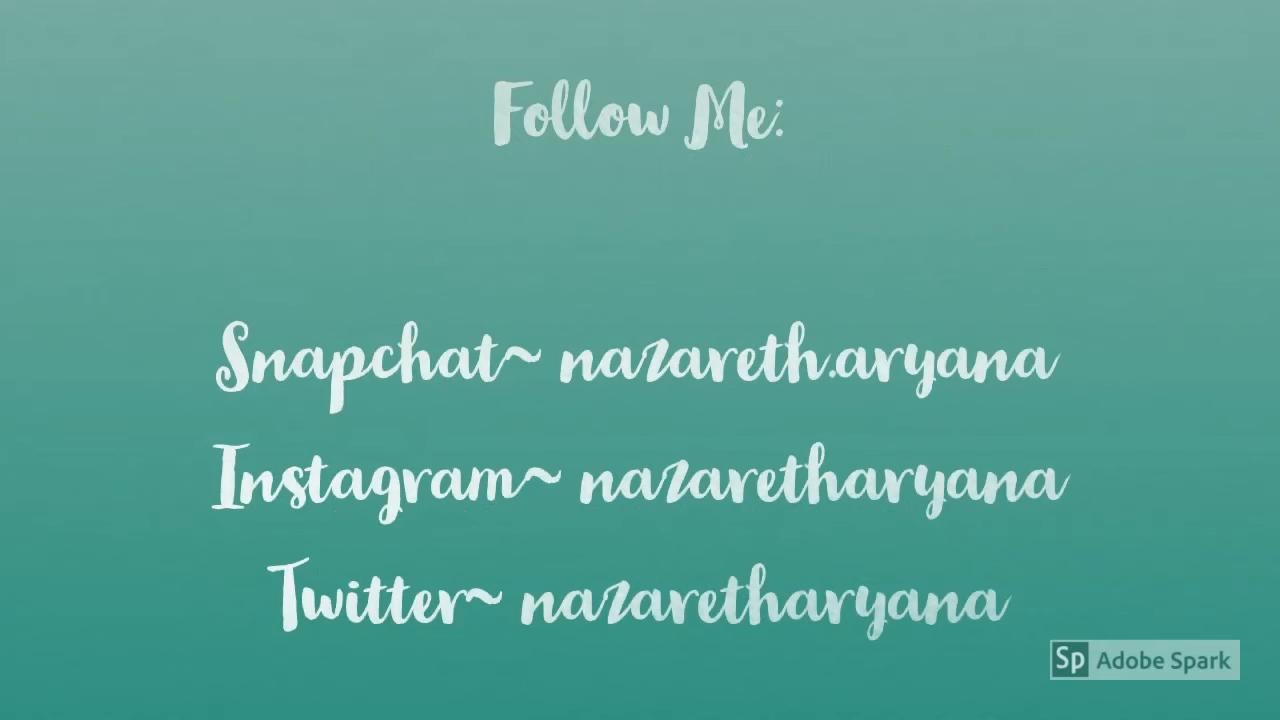 Follow Me:
Snapchat~ nazareth.aryana
Instagram~ nazaretharyana
Twitter~ nazaretharyana
Sp Adobe Spark